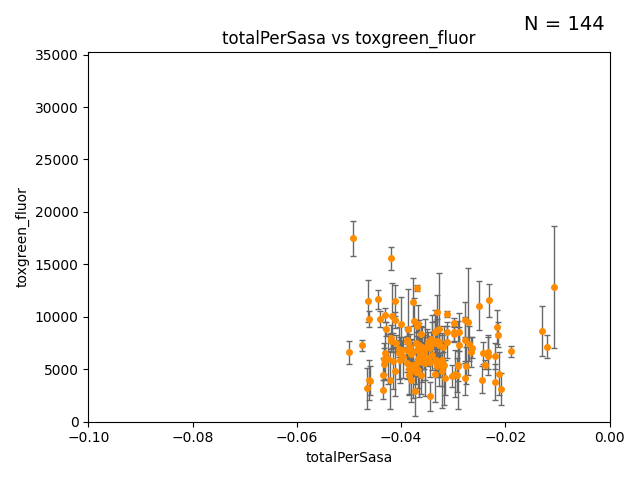 N = 144
totalPerSasa vs toxgreen_fluor
35000
30000
25000
20000
15000
10000
5000
0
toxgreen_fluor
−0.10 −0.08 −0.06 −0.04 −0.02 0.00
totalPerSasa